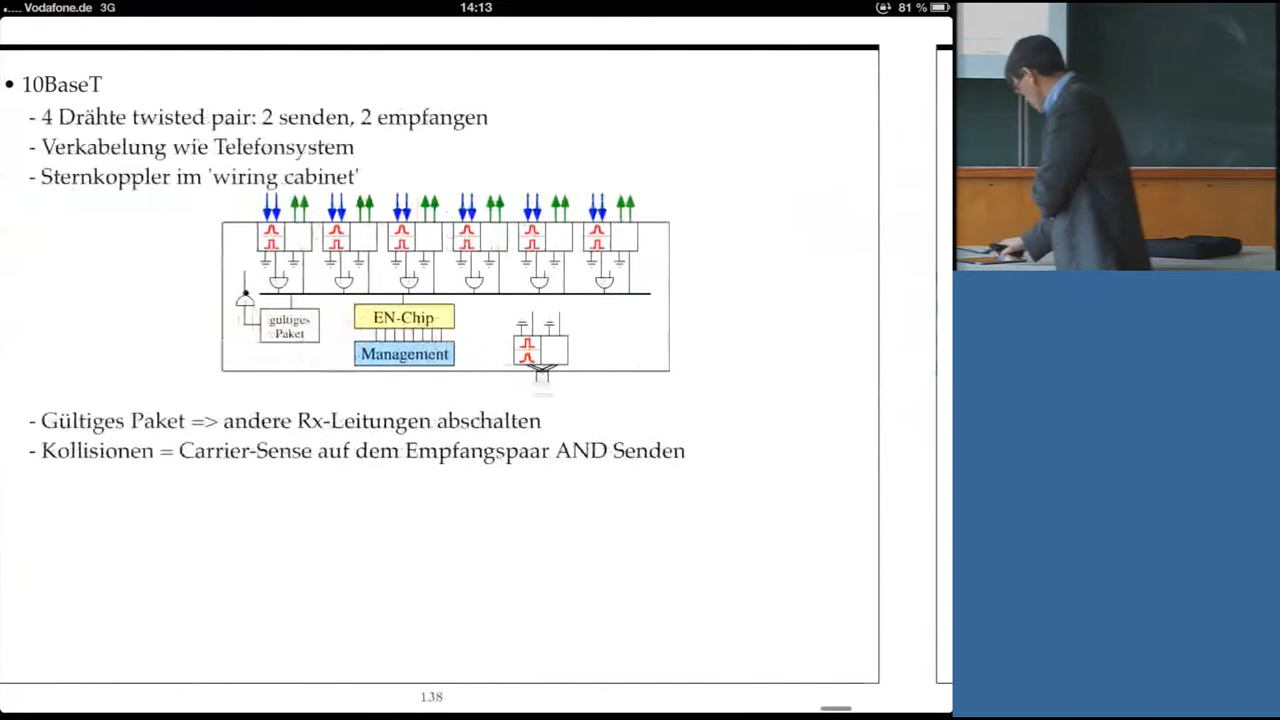 Vodafone.de 3G 14:13 81 %
• 10BaseT
- 4 Drähte twisted pair: 2 senden, 2 empfangen
- Verkabelung wie Telefonsystem
- Sternkoppler im 'wiring cabinet'
gültiges
Paket
EN-Chip
Management
- Gültiges Paket => andere Rx-Leitungen abschalten
- Kollisionen = Carrier-Sense auf dem Empfangspaar AND Senden
138